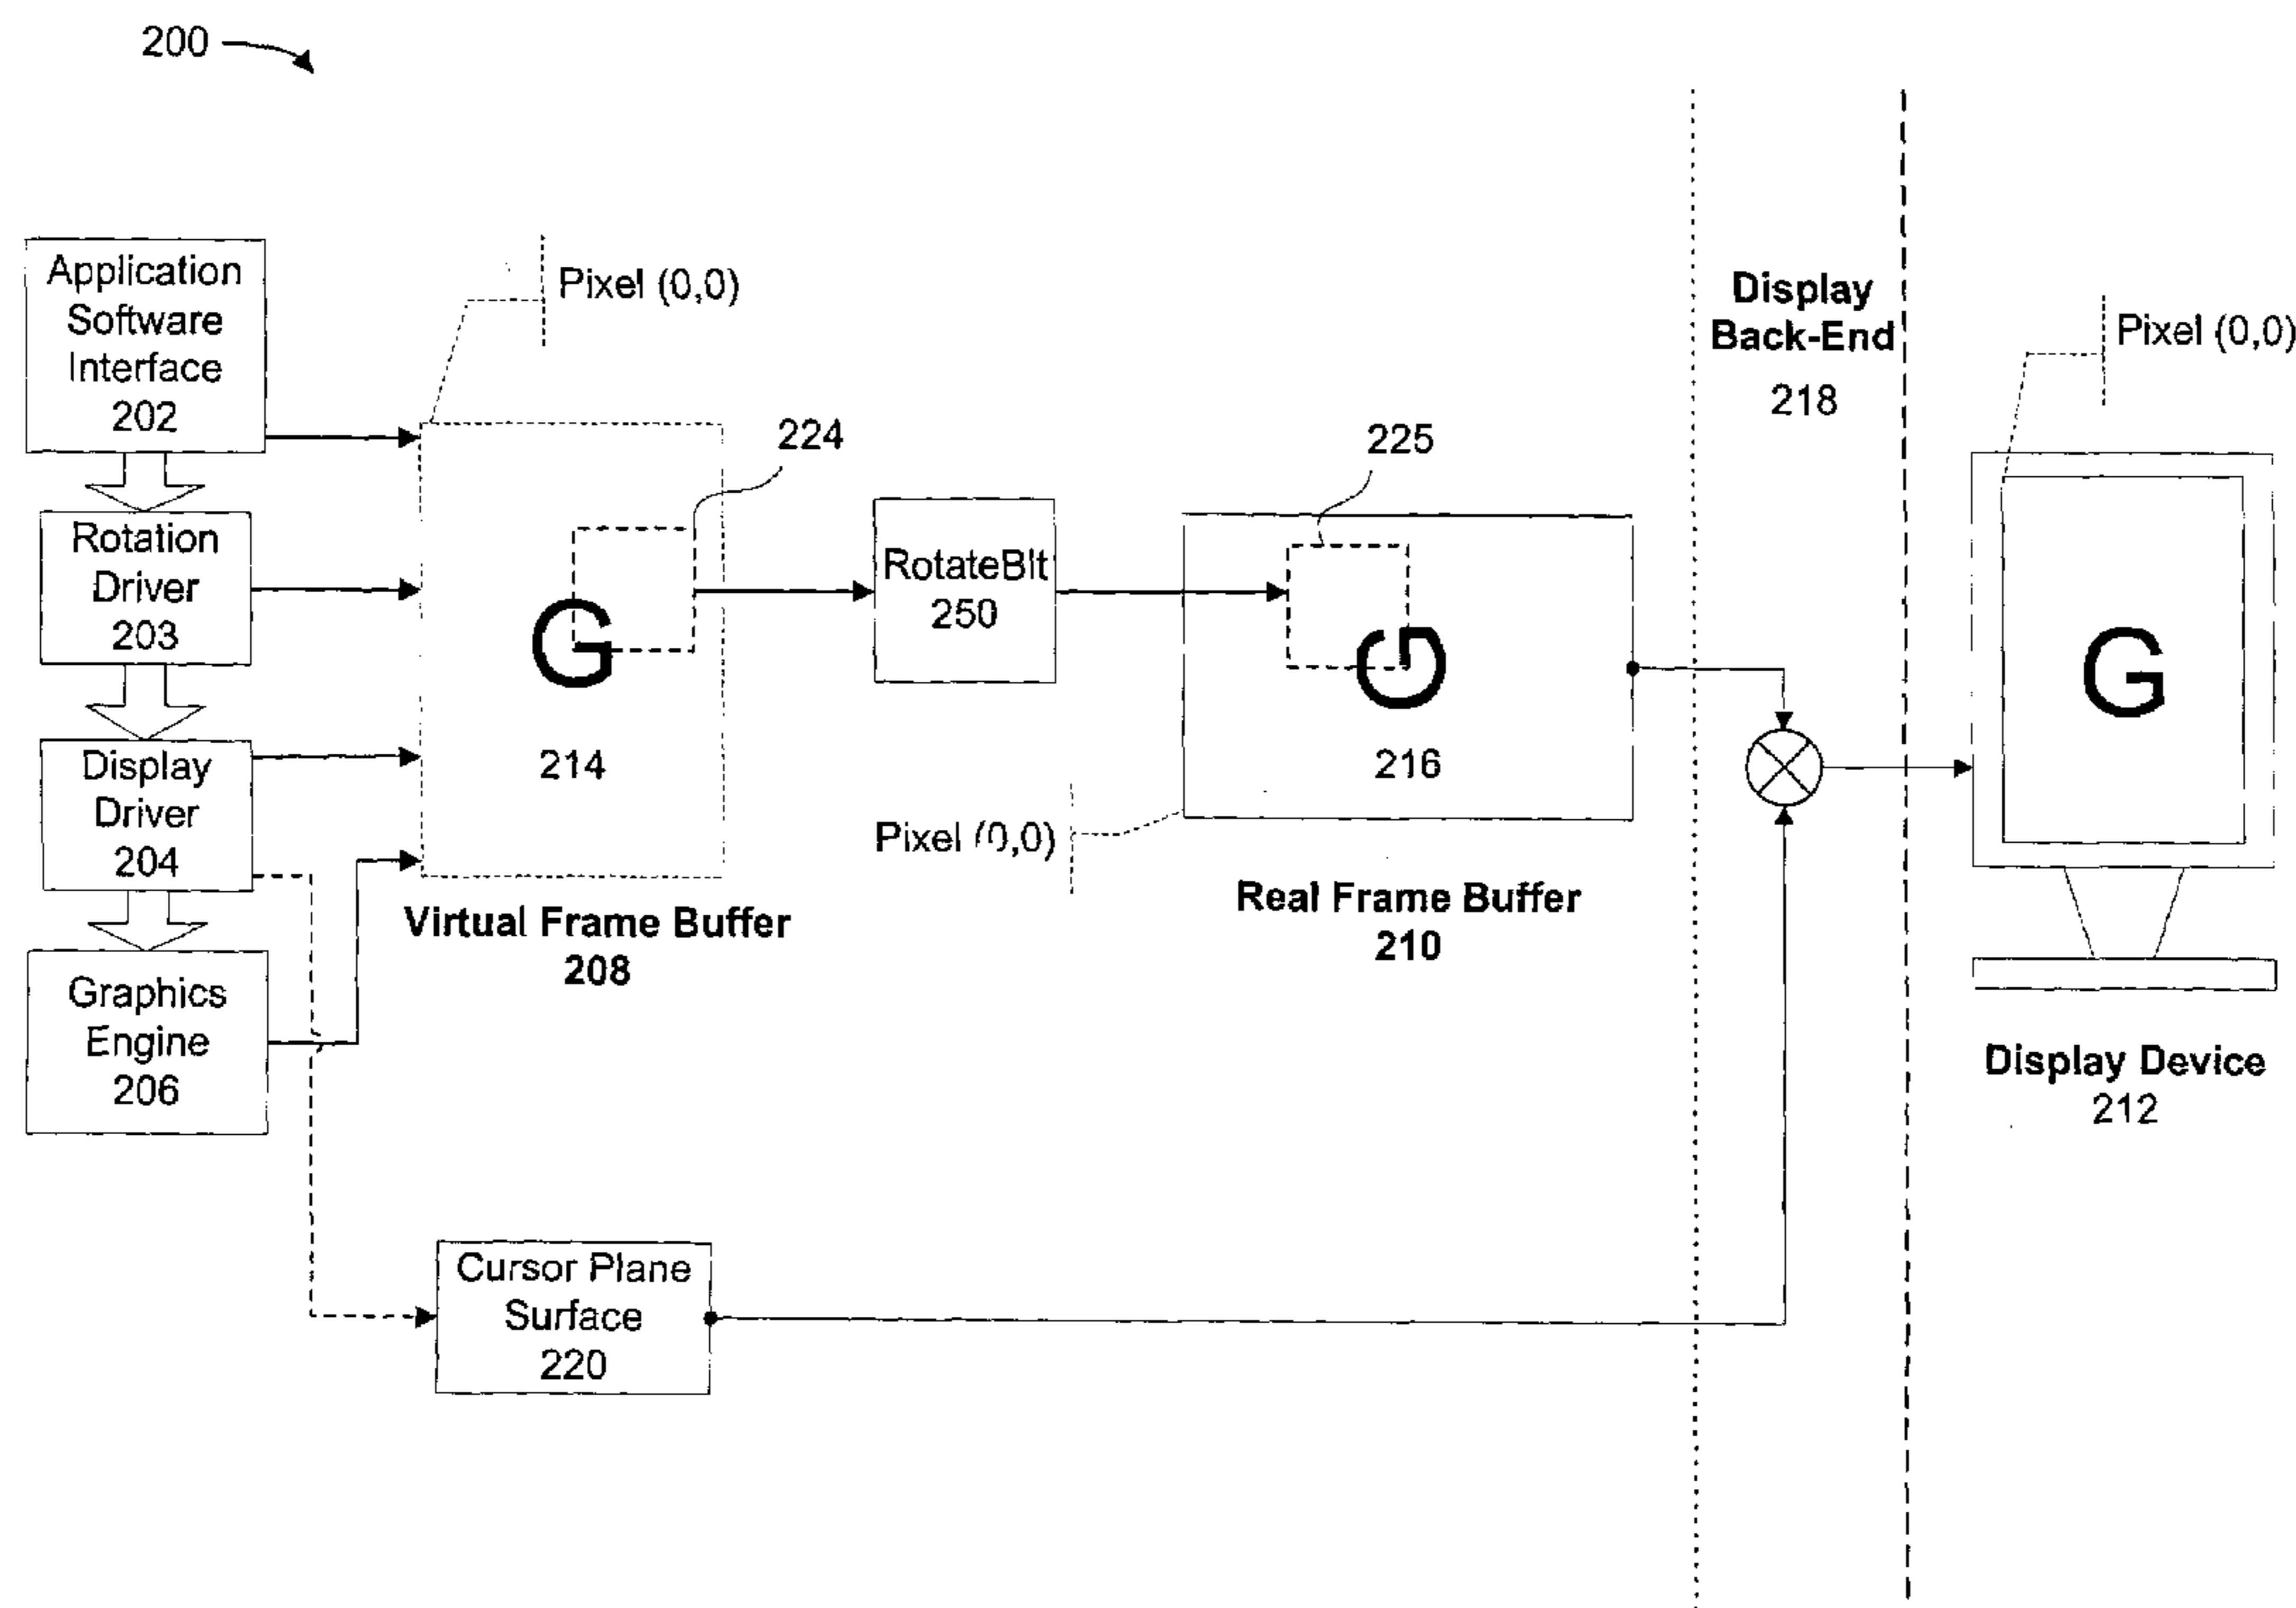 200
Application
Software
Interface
202
Rotation
Driver
203
Display
Driver
204
Graphics
Engine
206
Pixel (0,0)
224
G
214
Virtual Frame Buffer
208
RotateBlt
250
225
G
216
Pixel (0,0)
Real Frame Buffer
210
Cursor Plane
Surface
220
Display
Back-End
218
Pixel (0,0)
G
Display Device
212